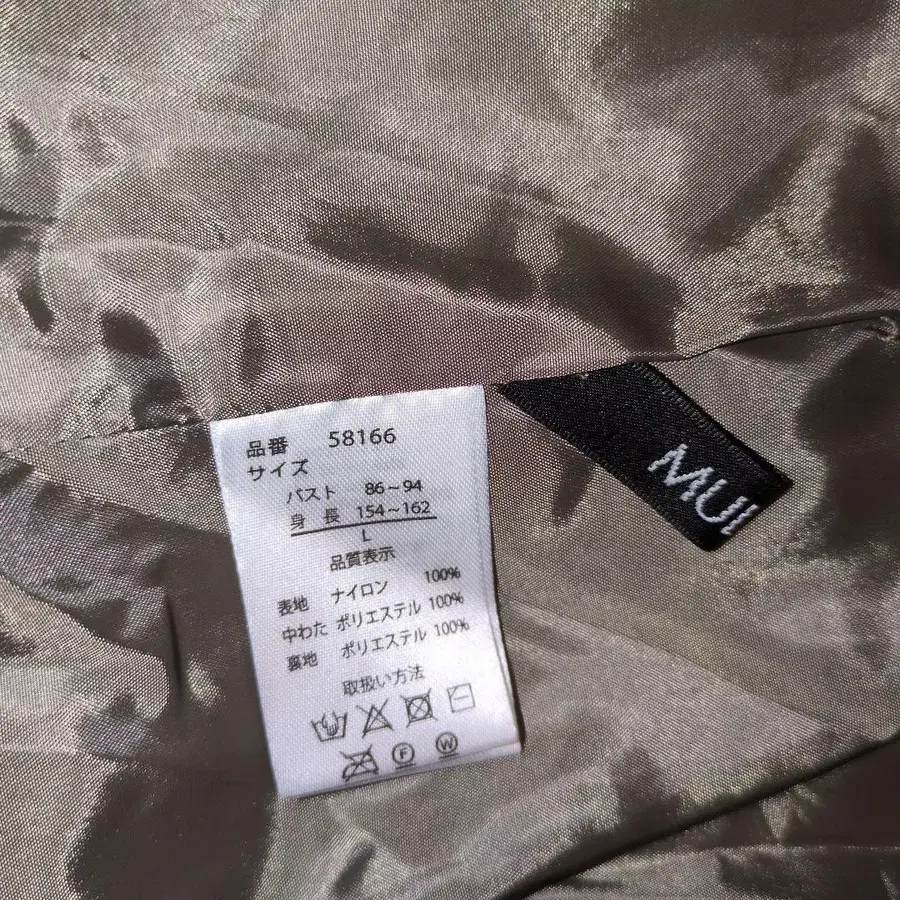 品番 58166
サイズ
バスト 86～94
身長 154～162
L
品質表示
表地 ナイロン 100%
中わた ポリエステル 100%
裏地 ポリエステル 100%
取扱い方法
F W
MUI